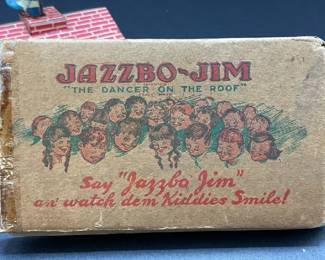 JAZZBO-JIM
"THE DANCER ON THE ROOF"
Say "Jazzbo Jim"
an' watch dem Kiddies Smile!